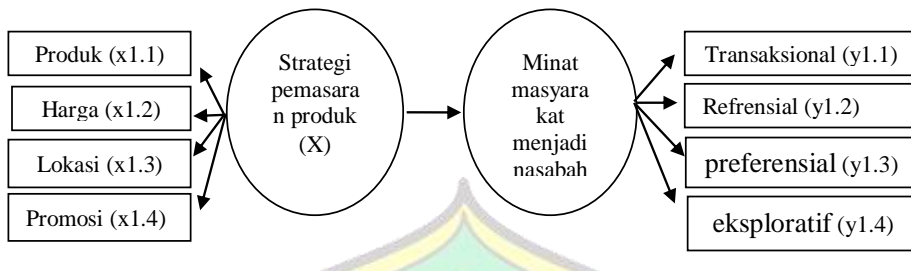 Produk (x1.1)
Harga (x1.2)
Lokasi (x1.3)
Promosi (x1.4)
Strategi
pemasara
n produk
(X)
Minat
masyara
kat
menjadi
nasabah
Transaksional (y1.1)
Refrensial (y1.2)
preferensial (y1.3)
eksploratif (y1.4)